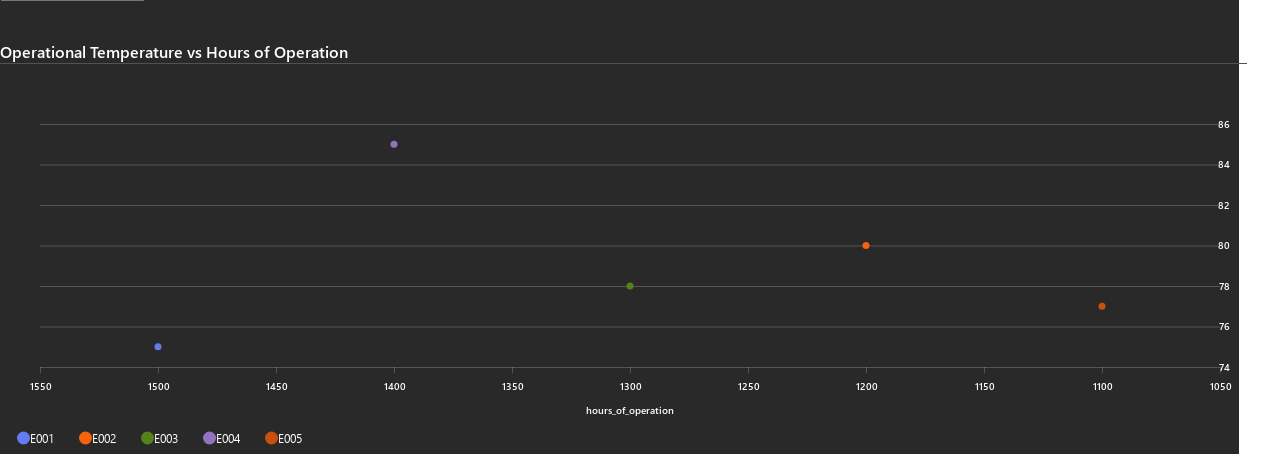 Operational Temperature vs Hours of Operation
86
84
82
80
78
76
74
1550 1500 1450 1400 1350 1300 1250 1200 1150 1100 1050
hours_of_operation
E001 E002 E003 E004 E005